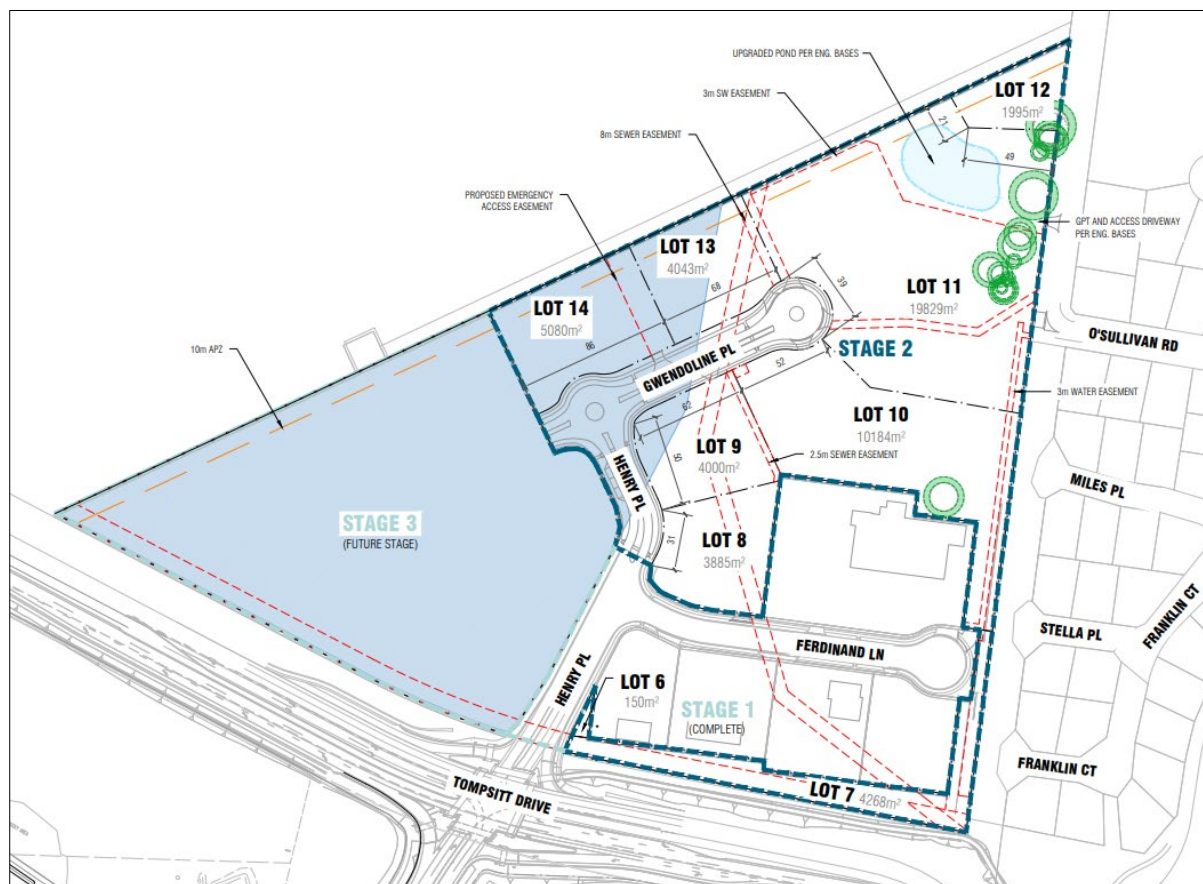 UPGRADED POND PER ENG. BASES
3m SW EASEMENT
LOT 12
1995m²
21
49
8m SEWER EASEMENT
PROPOSED EMERGENCY
ACCESS EASEMENT
GPT AND ACCESS DRIVEWAY
PER ENG. BASES
LOT 13
4043m²
68
39
LOT 11
19829m²
LOT 14
5080m²
86
10m APZ
GWENDOLINE PL
STAGE 2
O'SULLIVAN RD
52
62
3m WATER EASEMENT
LOT 10
10184m²
LOT 9
4000m²
50
2.5m SEWER EASEMENT
HENRY PL
MILES PL
STAGE 3
(FUTURE STAGE)
LOT 8
3885m²
31
FRANKLIN CT
STELLA PL
FERDINAND LN
HENRY PL
LOT 6
150m²
STAGE 1
(COMPLETE)
FRANKLIN CT
LOT 7 4268m²
TOMPSITT DRIVE